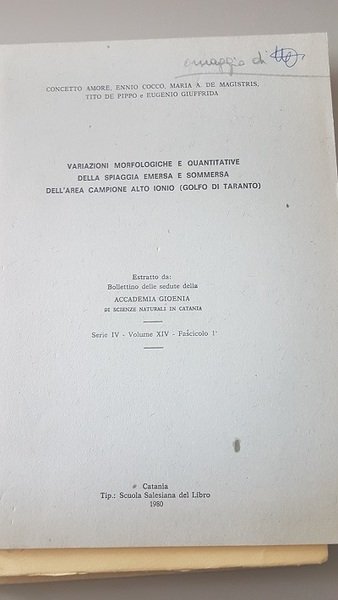 omaggio di
CONCETTO AMORE, ENNIO COCCO, MARIA A. DE MAGISTRIS,
TITO DE PIPPO e EUGENIO GIUFFRIDA
VARIAZIONI MORFOLOGICHE E QUANTITATIVE
DELLA SPIAGGIA EMERSA E SOMMERSA
DELL'AREA CAMPIONE ALTO IONIO (GOLFO DI TARANTO)
Estratto da:
Bollettino delle sedute della
ACCADEMIA GIOENIA
DI SCIENZE NATURALI IN CATANIA
Serie IV - Volume XIV - Fascicolo 1°
Catania
Tip.: Scuola Salesiana del Libro
1980